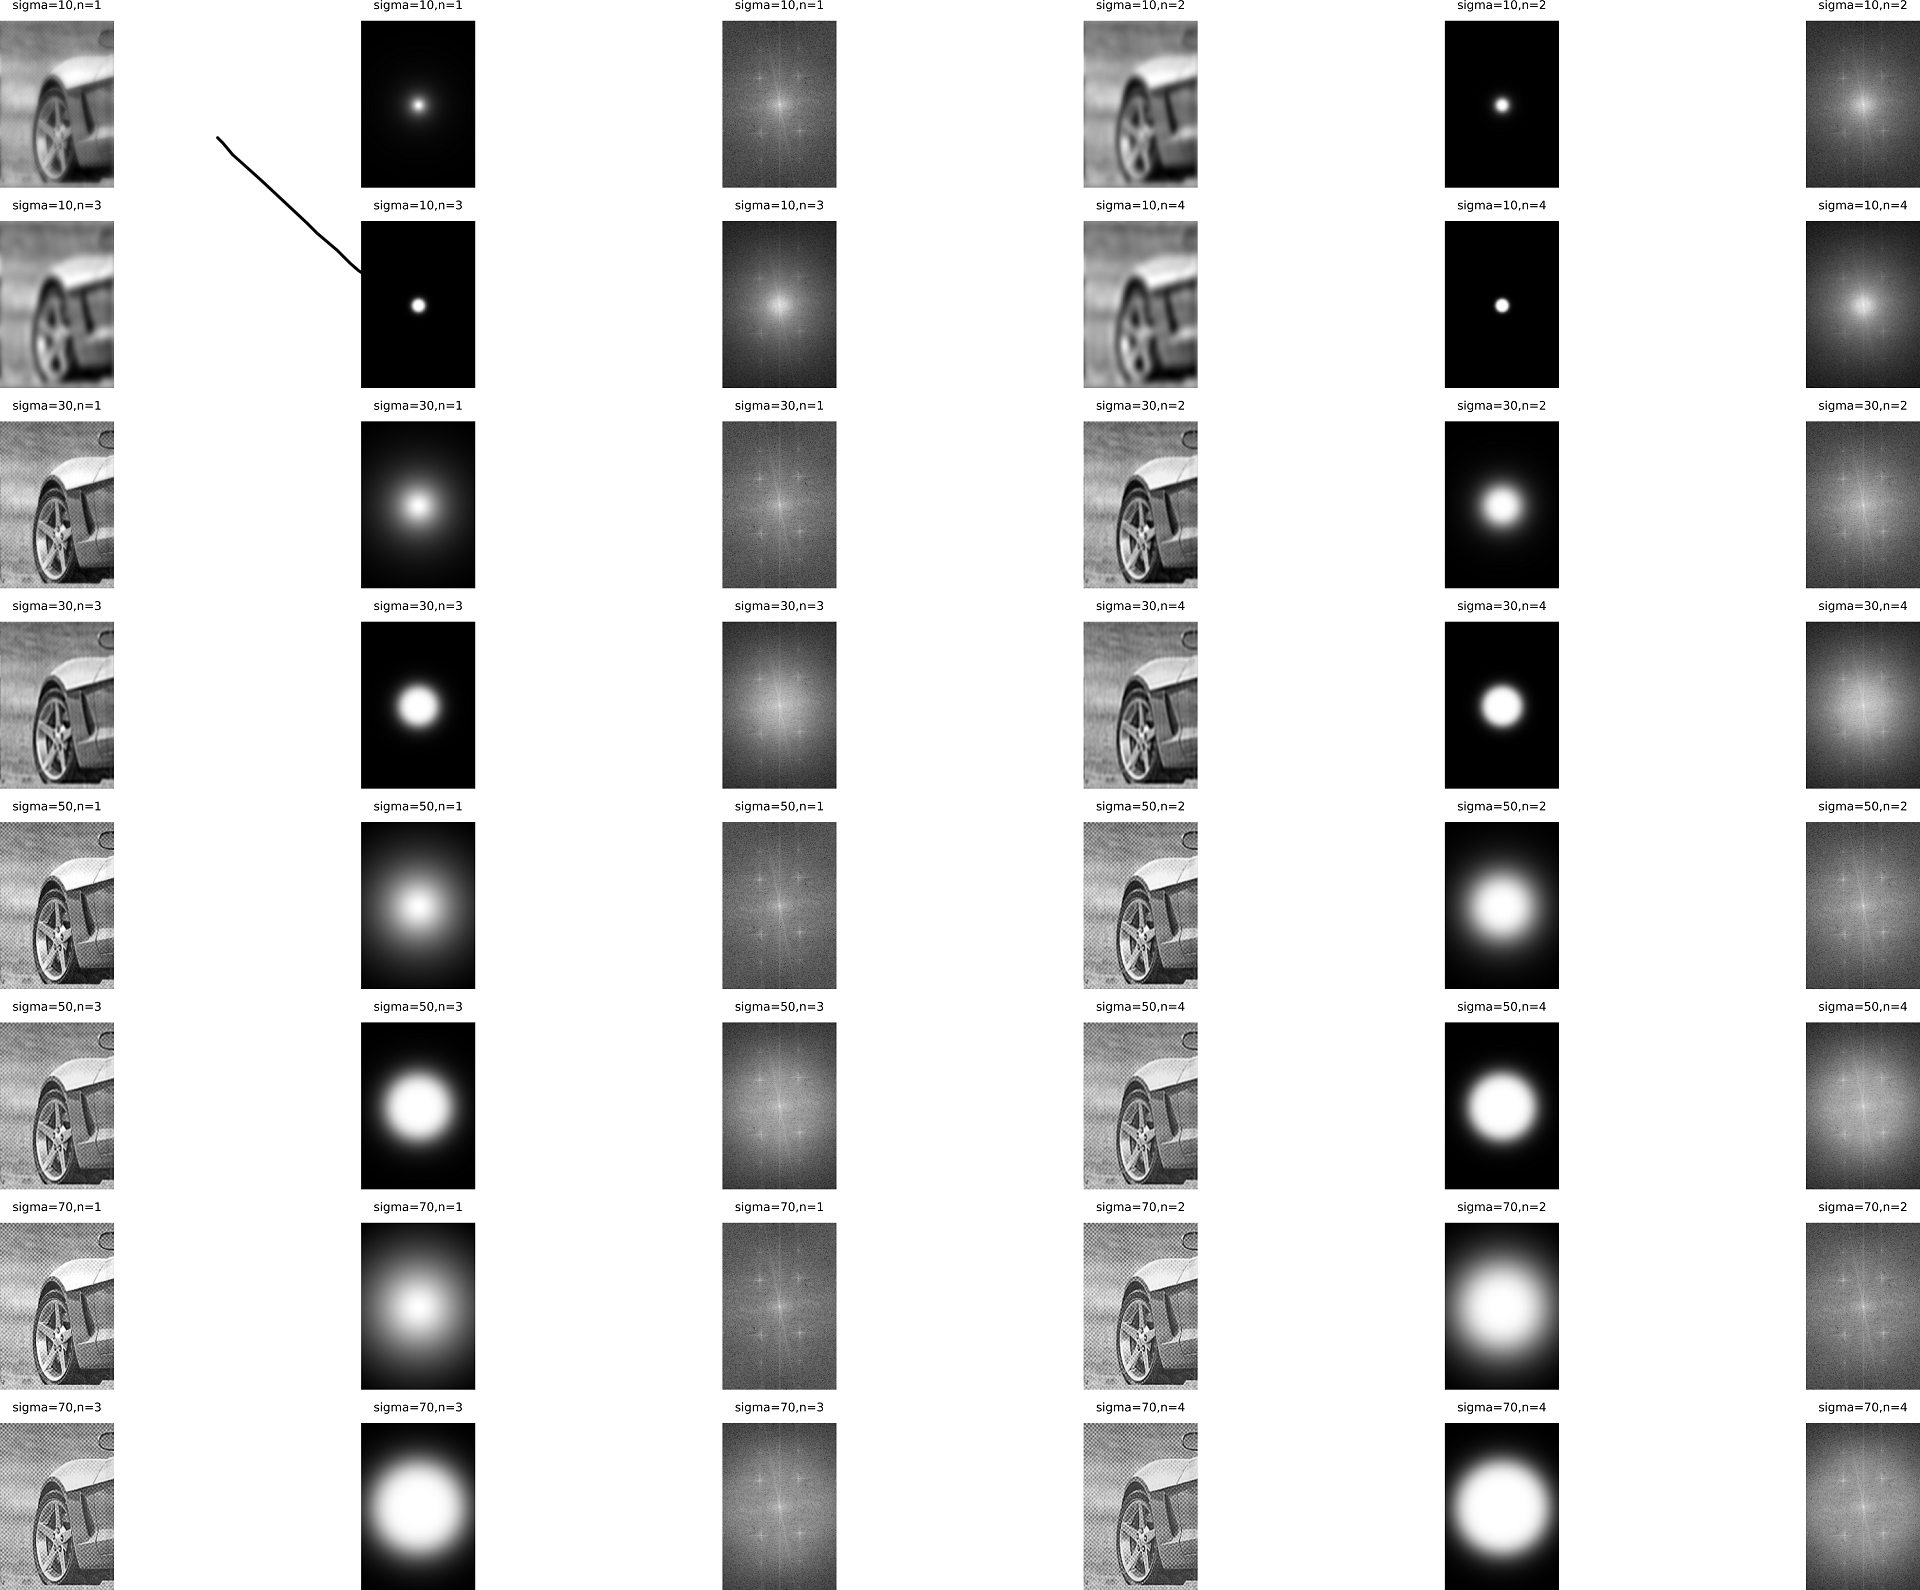 sigma=10,n=1 sigma=10,n=1 sigma=10,n=1 sigma=10,n=2 sigma=10,n=2 sigma=10,n=2
sigma=10,n=3 sigma=10,n=3 sigma=10,n=3 sigma=10,n=4 sigma=10,n=4 sigma=10,n=4
sigma=30,n=1 sigma=30,n=1 sigma=30,n=1 sigma=30,n=2 sigma=30,n=2 sigma=30,n=2
sigma=30,n=3 sigma=30,n=3 sigma=30,n=3 sigma=30,n=4 sigma=30,n=4 sigma=30,n=4
sigma=50,n=1 sigma=50,n=1 sigma=50,n=1 sigma=50,n=2 sigma=50,n=2 sigma=50,n=2
sigma=50,n=3 sigma=50,n=3 sigma=50,n=3 sigma=50,n=4 sigma=50,n=4 sigma=50,n=4
sigma=70,n=1 sigma=70,n=1 sigma=70,n=1 sigma=70,n=2 sigma=70,n=2 sigma=70,n=2
sigma=70,n=3 sigma=70,n=3 sigma=70,n=3 sigma=70,n=4 sigma=70,n=4 sigma=70,n=4